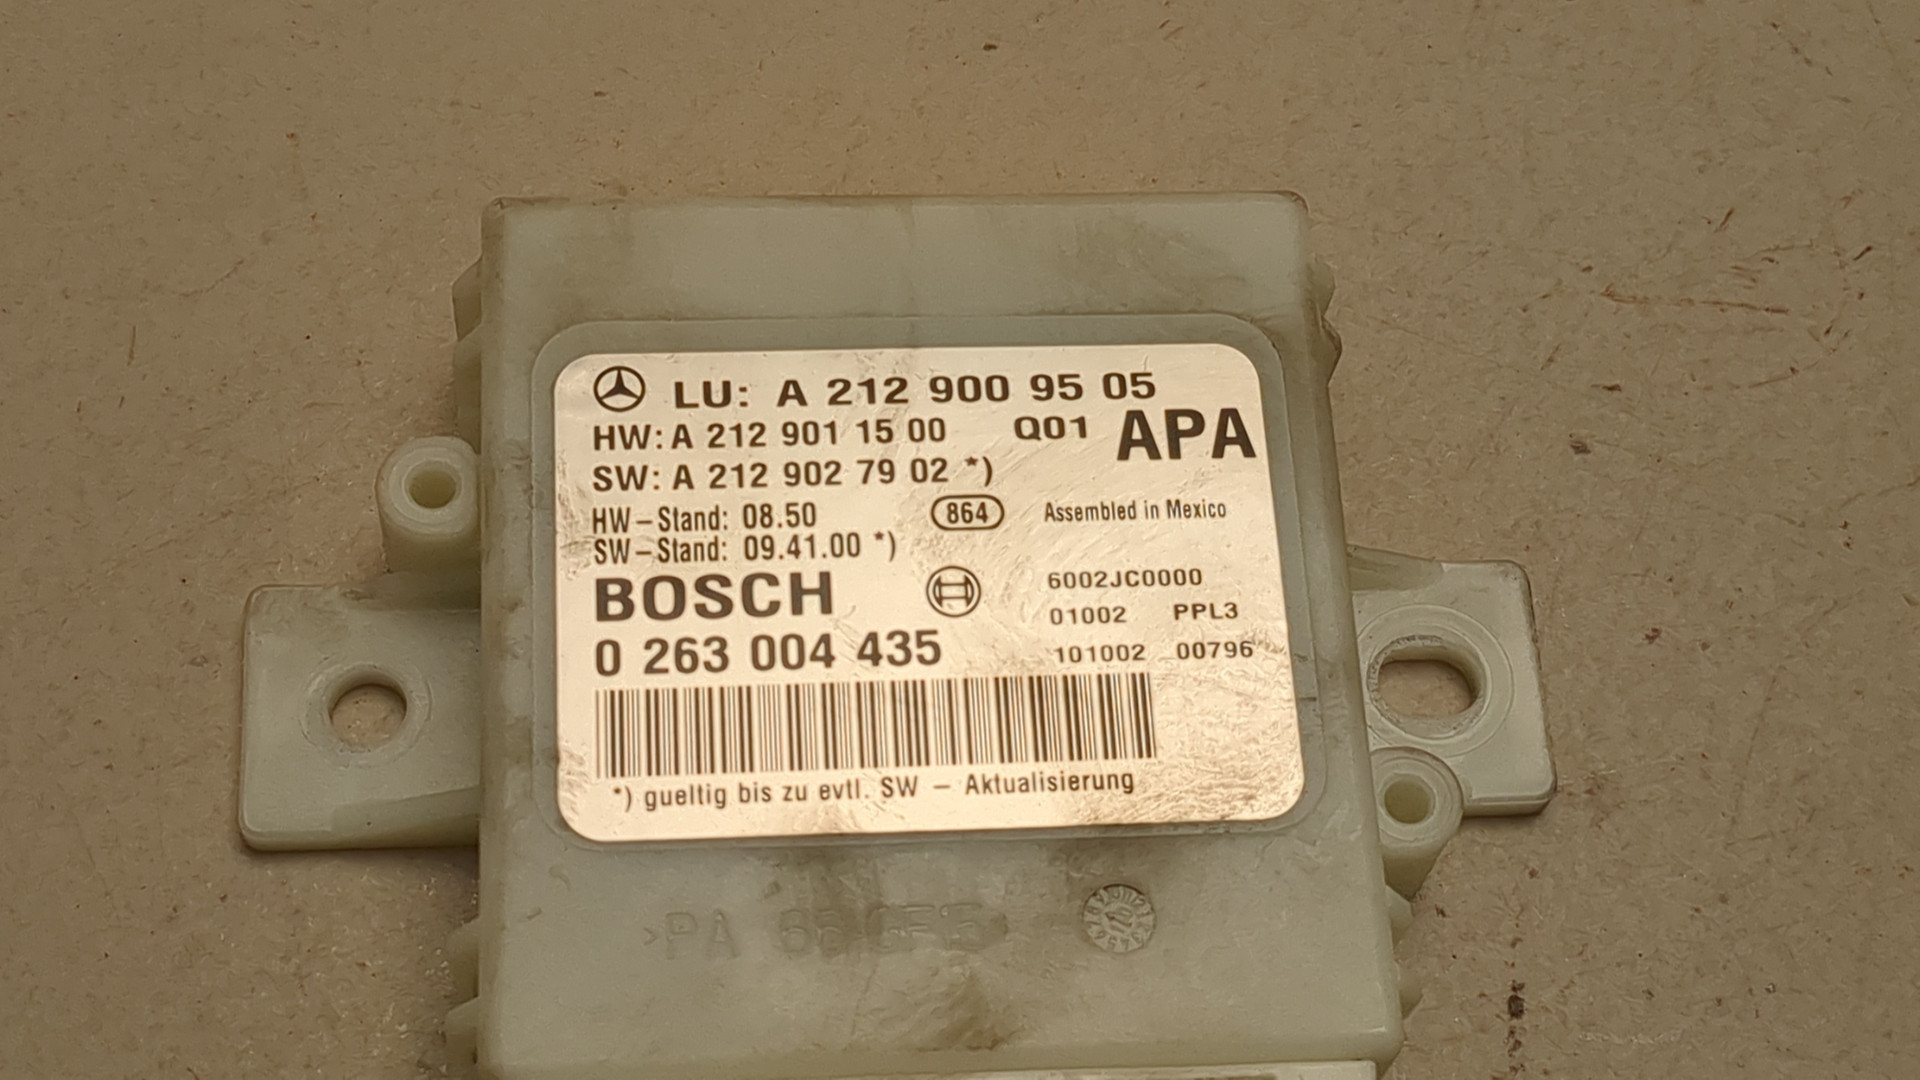 LU: A 212 900 95 05
HW: A 212 901 15 00 Q01 APA
SW: A 212 902 79 02 *)
HW-Stand: 08.50 864 Assembled in Mexico
SW-Stand: 09.41.00 *)
BOSCH 6002JC0000
01002 PPL3
0 263 004 435 101002 00796
*) gueltig bis zu evtl. SW - Aktualisierung
>PA